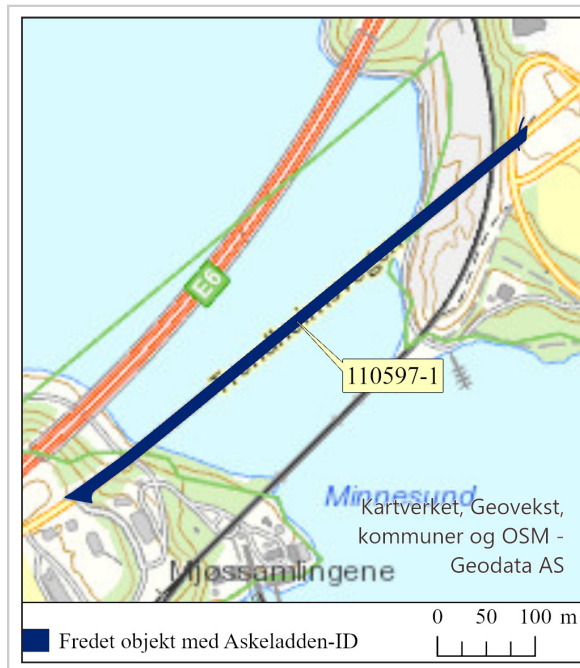 E6
110597-1
Minnesund
Kartverket, Geovekst,
kommuner og OSM -
Geodata AS
Mjøssamlingene
Fredet objekt med Askeladden-ID
0 50 100 m